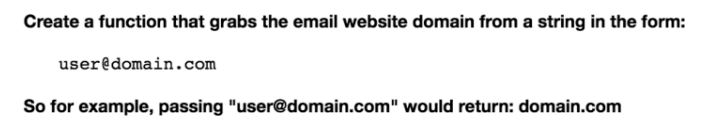 Create a function that grabs the email website domain from a string in the form:
user@domain.com
So for example, passing "user@domain.com" would return: domain.com